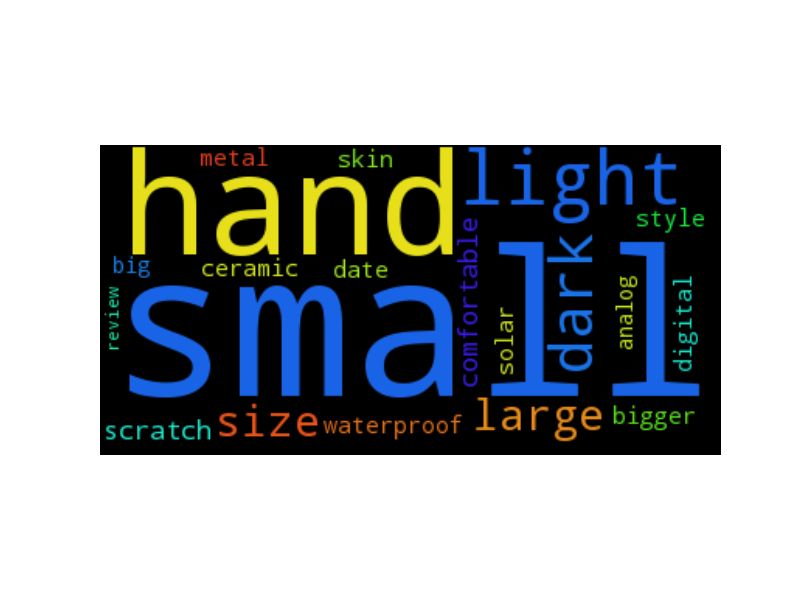 metal
skin
hand
light
style
big
ceramic
date
comfortable
dark
review
small
solar
analog
digital
scratch
size
waterproof
large
bigger